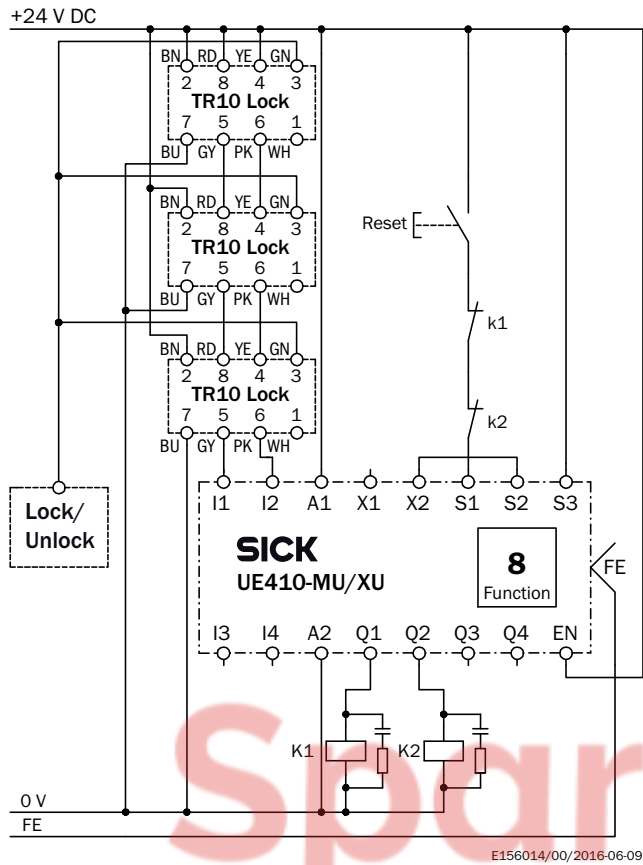 +24 V DC
BN RD YE GN
2 8 4 3
TR10 Lock
7 5 6 1
BU GY PK WH
BN RD YE GN
2 8 4 3
TR10 Lock
7 5 6 1
BU GY PK WH
Reset
k1
BN RD YE GN
2 8 4 3
TR10 Lock
7 5 6 1
BU GY PK WH
k2
Lock/
Unlock
I1 I2 A1 X1 X2 S1 S2 S3
SICK
UE410-MU/XU
8
Function
FE
I3 I4 A2 Q1 Q2 Q3 Q4 EN
K1 K2
Spar
0 V
FE
E156014/00/2016-06-09